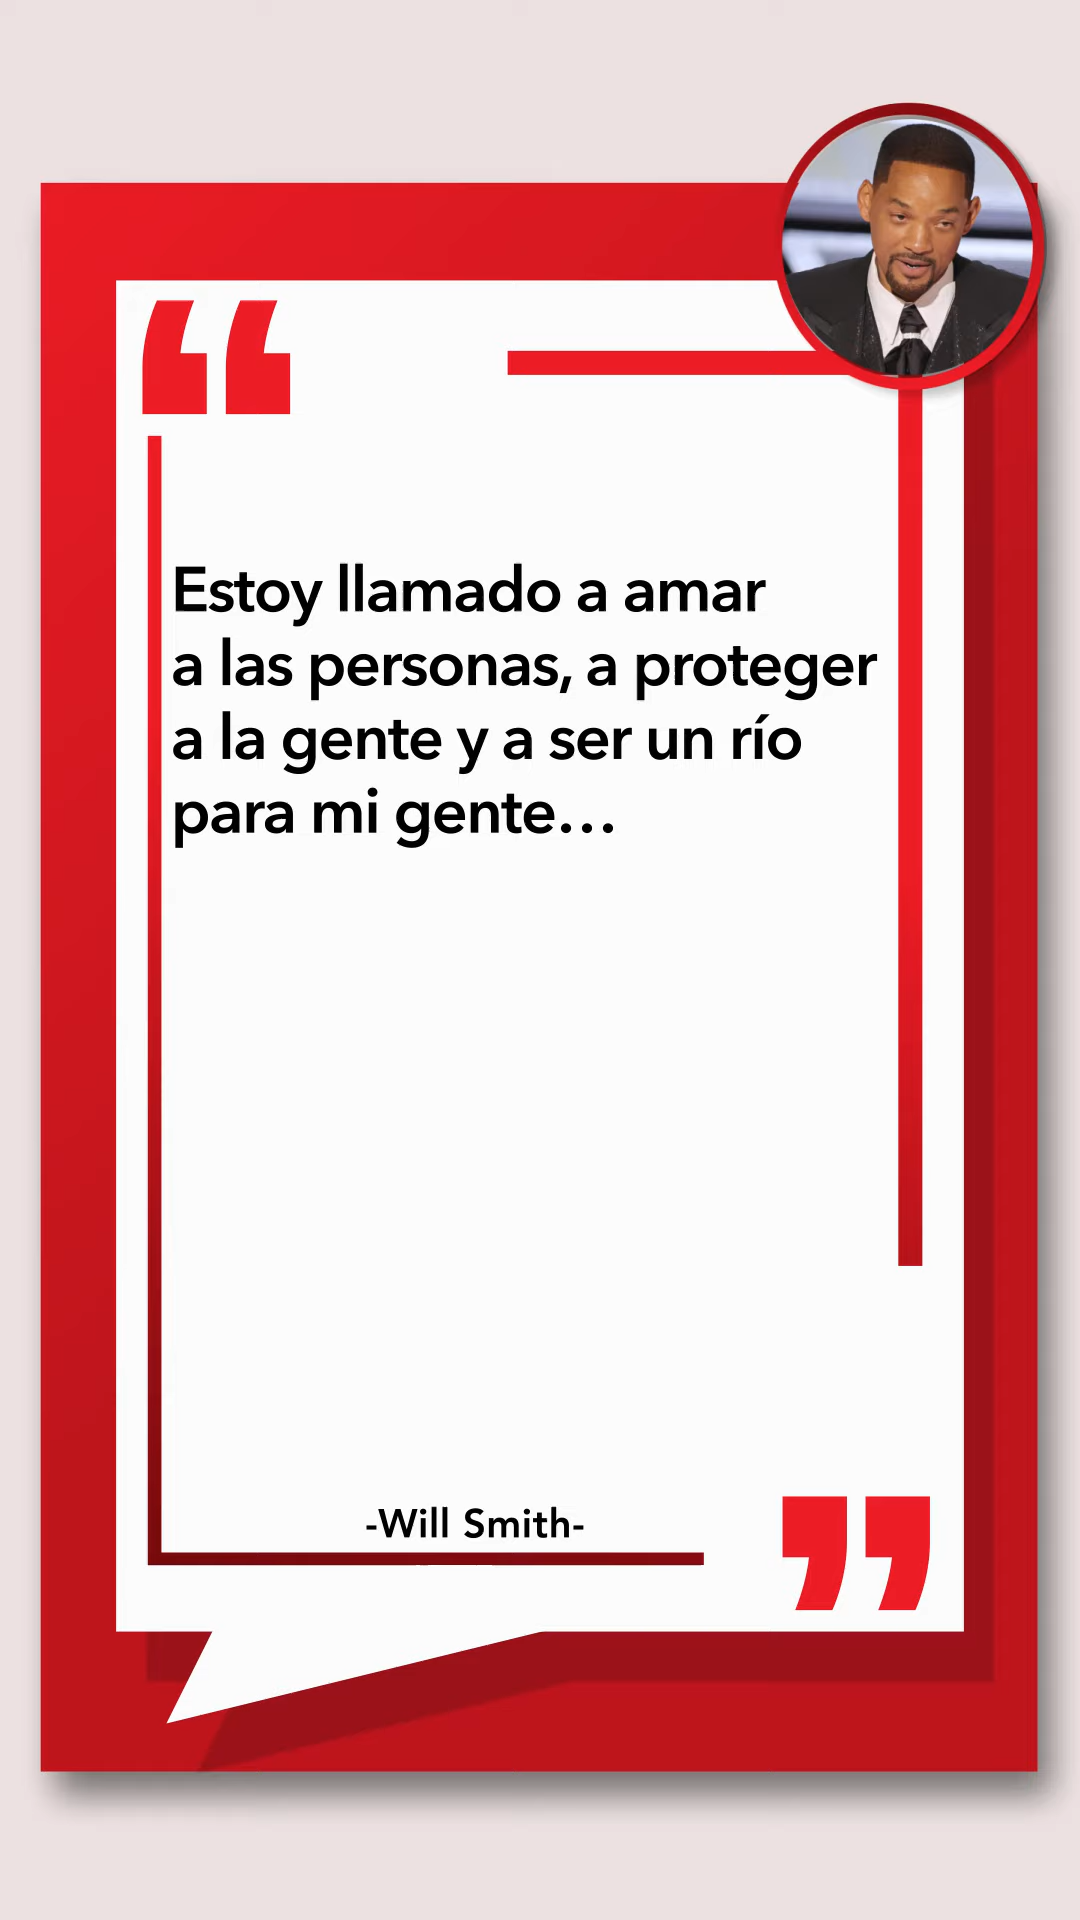 “
Estoy llamado a amar
a las personas, a proteger
a la gente y a ser un río
para mi gente…
-Will Smith-
”